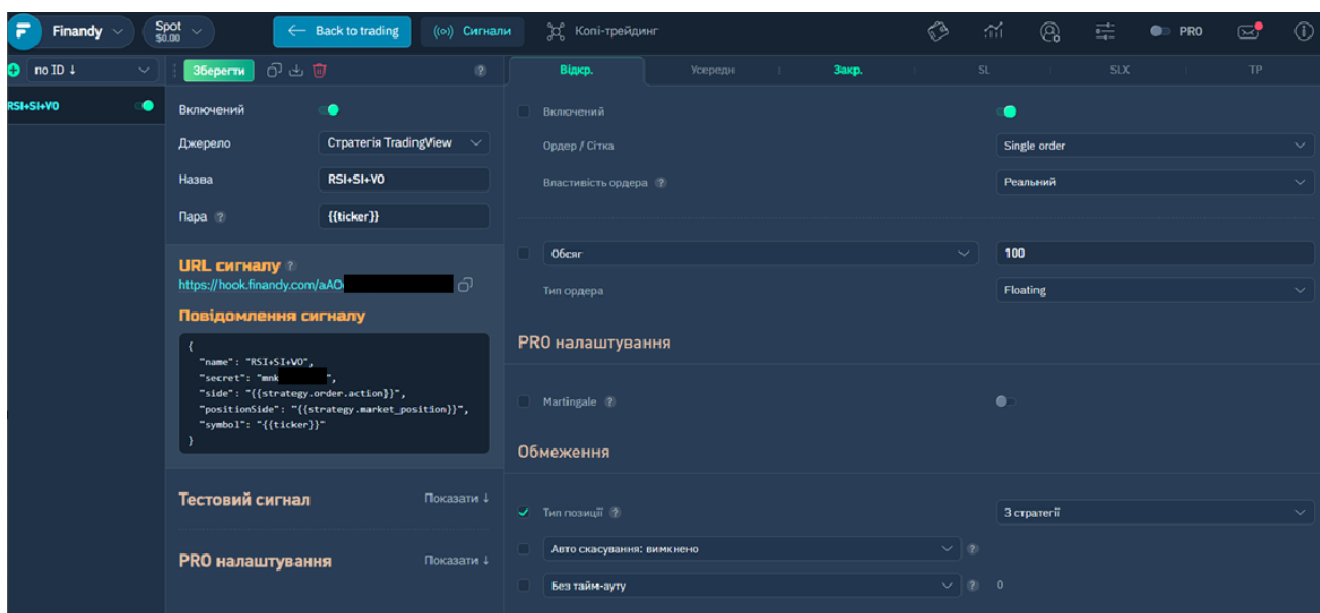 Finandy
Spot
$0.00
Back to trading
Сигнали
Копі-трейдинг
PRO
по ID ↓
Зберегти
Відкр.
Усередн
Закр.
SL
SLX
TP
RSI+SI+VO
Включений
Джерело
Стратегія TradingView
Назва
RSI+SI+VO
Пара
{{ticker}}
URL сигналу
https://hook.finandy.com/aAO
Повідомлення сигналу
{
"name": "RSI+SI+VO",
"secret": "mnk ",
"side": "{{strategy.order.action}}",
"positionSide": "{{strategy.market_position}}",
"symbol": "{{ticker}}"
}
Тестовий сигнал
Показати ↓
PRO налаштування
Показати ↓
Включений
Ордер / Сітка
Single order
Властивість ордера
Реальний
Обсяг
100
Тип ордера
Floating
PRO налаштування
Martingale
Обмеження
Тип позиції
З стратегії
Авто скасування: вимкнено
Без тайм-ауту
0